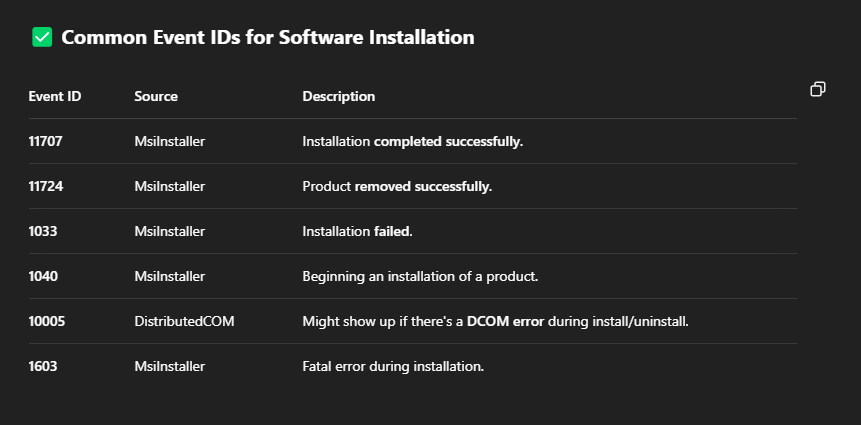 ✅ Common Event IDs for Software Installation
Event ID Source Description
11707 MsiInstaller Installation completed successfully.
11724 MsiInstaller Product removed successfully.
1033 MsiInstaller Installation failed.
1040 MsiInstaller Beginning an installation of a product.
10005 DistributedCOM Might show up if there's a DCOM error during install/uninstall.
1603 MsiInstaller Fatal error during installation.